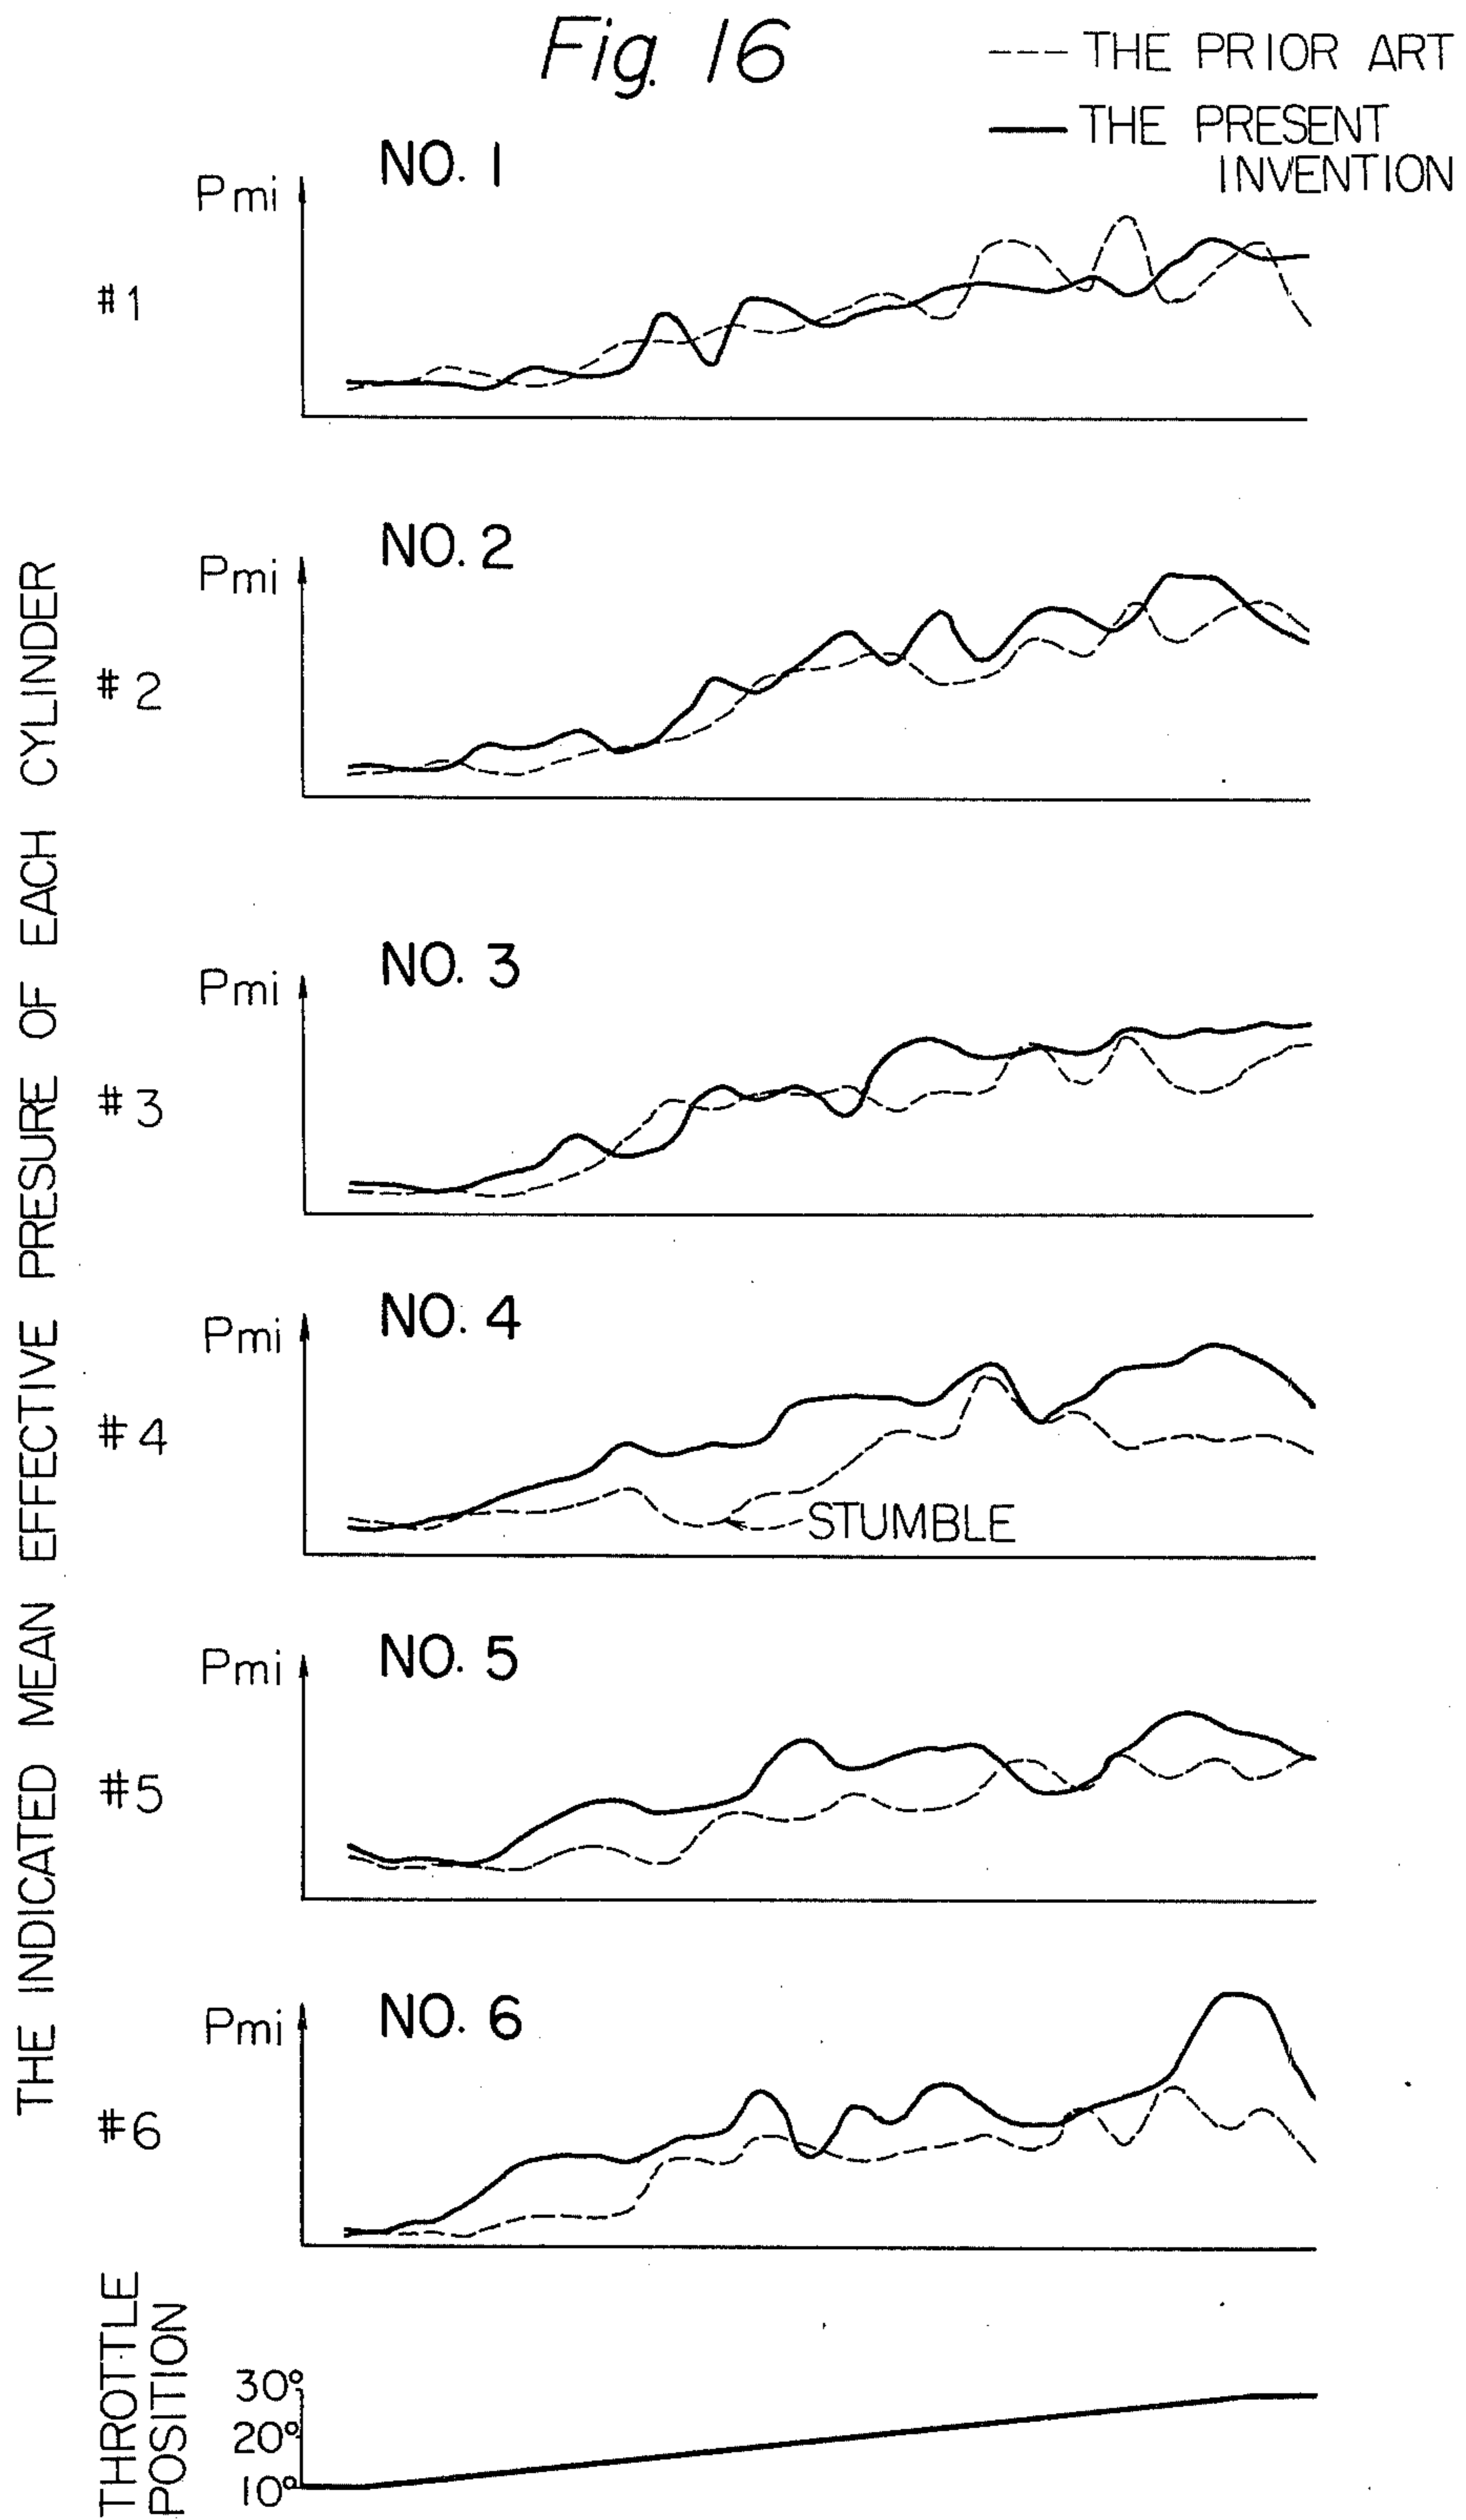 Fig. 16
--- THE PRIOR ART
— THE PRESENT
INVENTION
THE INDICATED MEAN EFFECTIVE PRESURE OF EACH CYLINDER
#1
Pmi
NO. 1
#2
Pmi
NO. 2
#3
Pmi
NO. 3
#4
Pmi
NO. 4
STUMBLE
#5
Pmi
NO. 5
#6
Pmi
NO. 6
THROTTLE
POSITION
30°
20°
10°